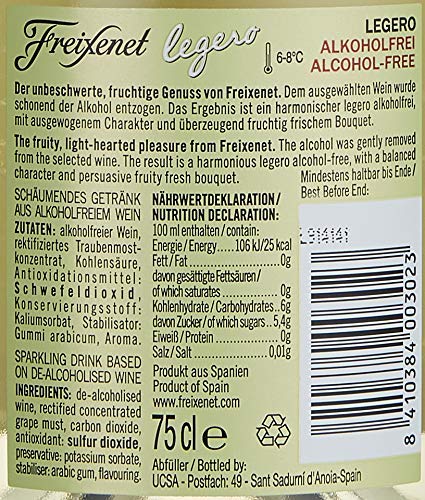 Freixenet legero
6-8°C
LEGERO
ALKOHOLFREI
ALCOHOL-FREE
Der unbeschwerte, fruchtige Genuss von Freixenet. Dem ausgewählten Wein wurde
schonend der Alkohol entzogen. Das Ergebnis ist ein harmonischer legero alkoholfrei,
mit ausgewogenem Charakter und überzeugend fruchtig frischem Bouquet.
The fruity, light-hearted pleasure from Freixenet. The alcohol was gently removed
from the selected wine. The result is a harmonious legero alcohol-free, with a balanced
character and persuasive fruity fresh bouquet.
Mindestens haltbar bis Ende/
Best Before End:
L914141
SCHÄUMENDES GETRÄNK
AUS ALKOHOLFREIEM WEIN
ZUTATEN: alkoholfreier Wein,
rektifiziertes Traubenmost-
konzentrat, Kohlensäure,
Antioxidationsmittel:
Schwefeldioxid,
Konservierungsstoff:
Kaliumsorbat, Stabilisator:
Gummi arabicum, Aroma.
SPARKLING DRINK BASED
ON DE-ALCOHOLISED WINE
INGREDIENTS: de-alcoholised
wine, rectified concentrated
grape must, carbon dioxide,
antioxidant: sulfur dioxide,
preservative: potassium sorbate,
stabiliser: arabic gum, flavouring.
NÄHRWERTDEKLARATION/
NUTRITION DECLARATION:
100 ml enthalten / contain:
Energie / Energy.....106 kJ/25 kcal
Fett / Fat 0g
davon gesättigte Fettsäuren /
of which saturates 0g
Kohlenhydrate / Carbohydrates..6g
davon Zucker / of which sugars..5,4g
Eiweiß / Protein 0g
Salz / Salt 0,01g
Produkt aus Spanien
Product of Spain
www.freixenet.com
75 cl e
Abfüller / Bottled by:
UCSA - Postfach: 49 - Sant Sadurní d'Anoia-Spain
8 410384 003023